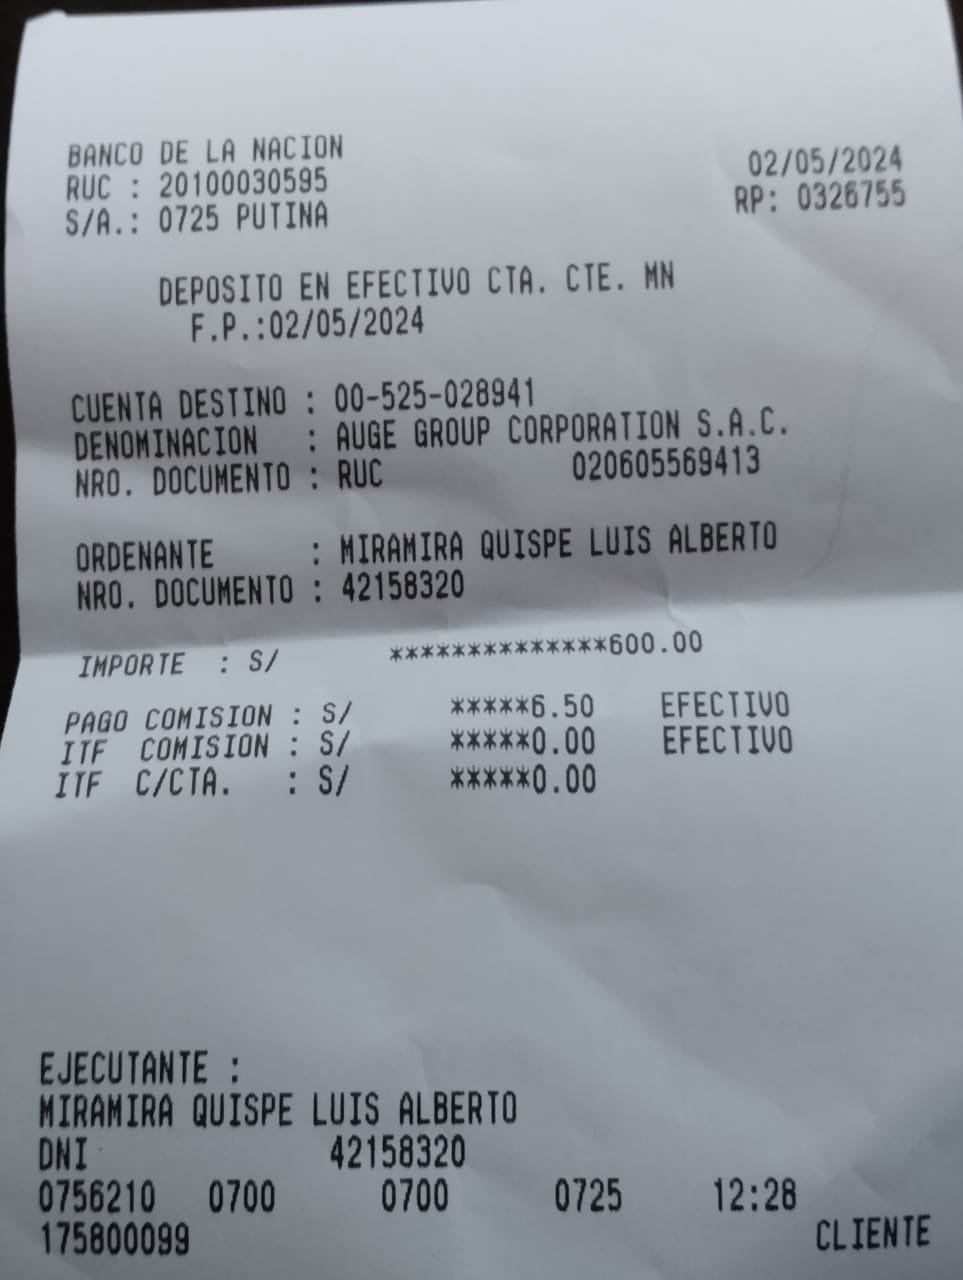 BANCO DE LA NACION
RUC : 20100030595
S/A.: 0725 PUTINA
02/05/2024
RP: 0326755
DEPOSITO EN EFECTIVO CTA. CTE. MN
F.P.:02/05/2024
CUENTA DESTINO : 00-525-028941
DENOMINACION : AUGE GROUP CORPORATION S.A.C.
NRO. DOCUMENTO : RUC 020605569413
ORDENANTE : MIRAMIRA QUISPE LUIS ALBERTO
NRO. DOCUMENTO : 42158320
IMPORTE : S/ **************600.00
PAGO COMISION : S/ *****6.50 EFECTIVO
ITF COMISION : S/ *****0.00 EFECTIVO
ITF C/CTA. : S/ *****0.00
EJECUTANTE :
MIRAMIRA QUISPE LUIS ALBERTO
DNI 42158320
0756210 0700 0700 0725 12:28
175800099 CLIENTE